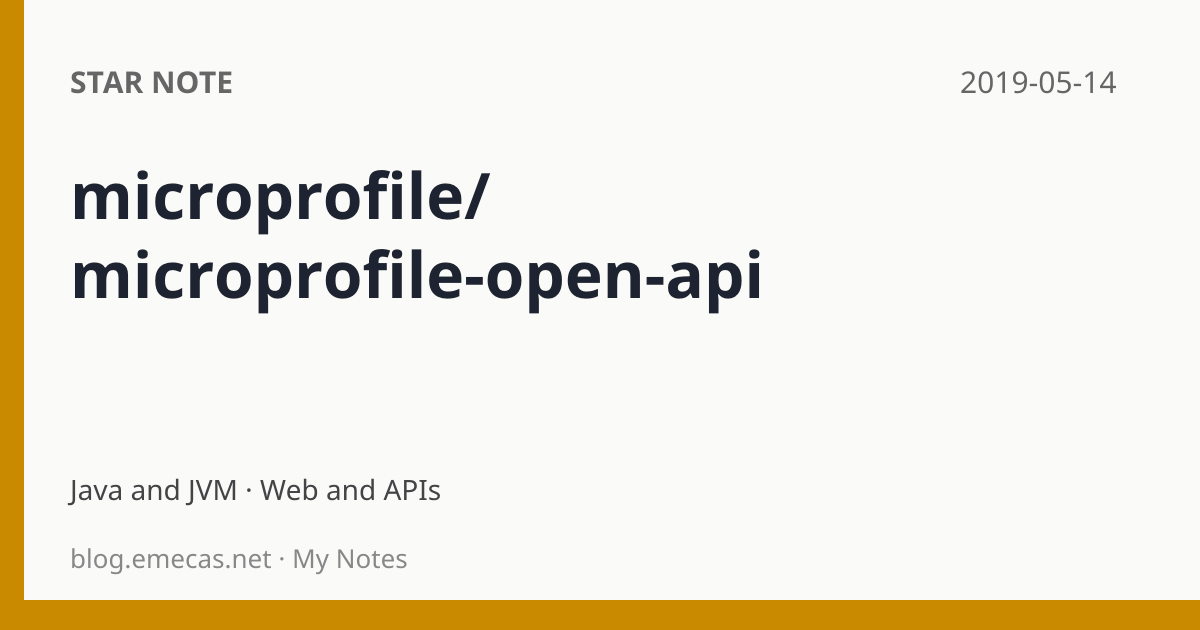 STAR NOTE
2019-05-14
microprofile/
microprofile-open-api
Java and JVM · Web and APIs
blog.emecas.net · My Notes